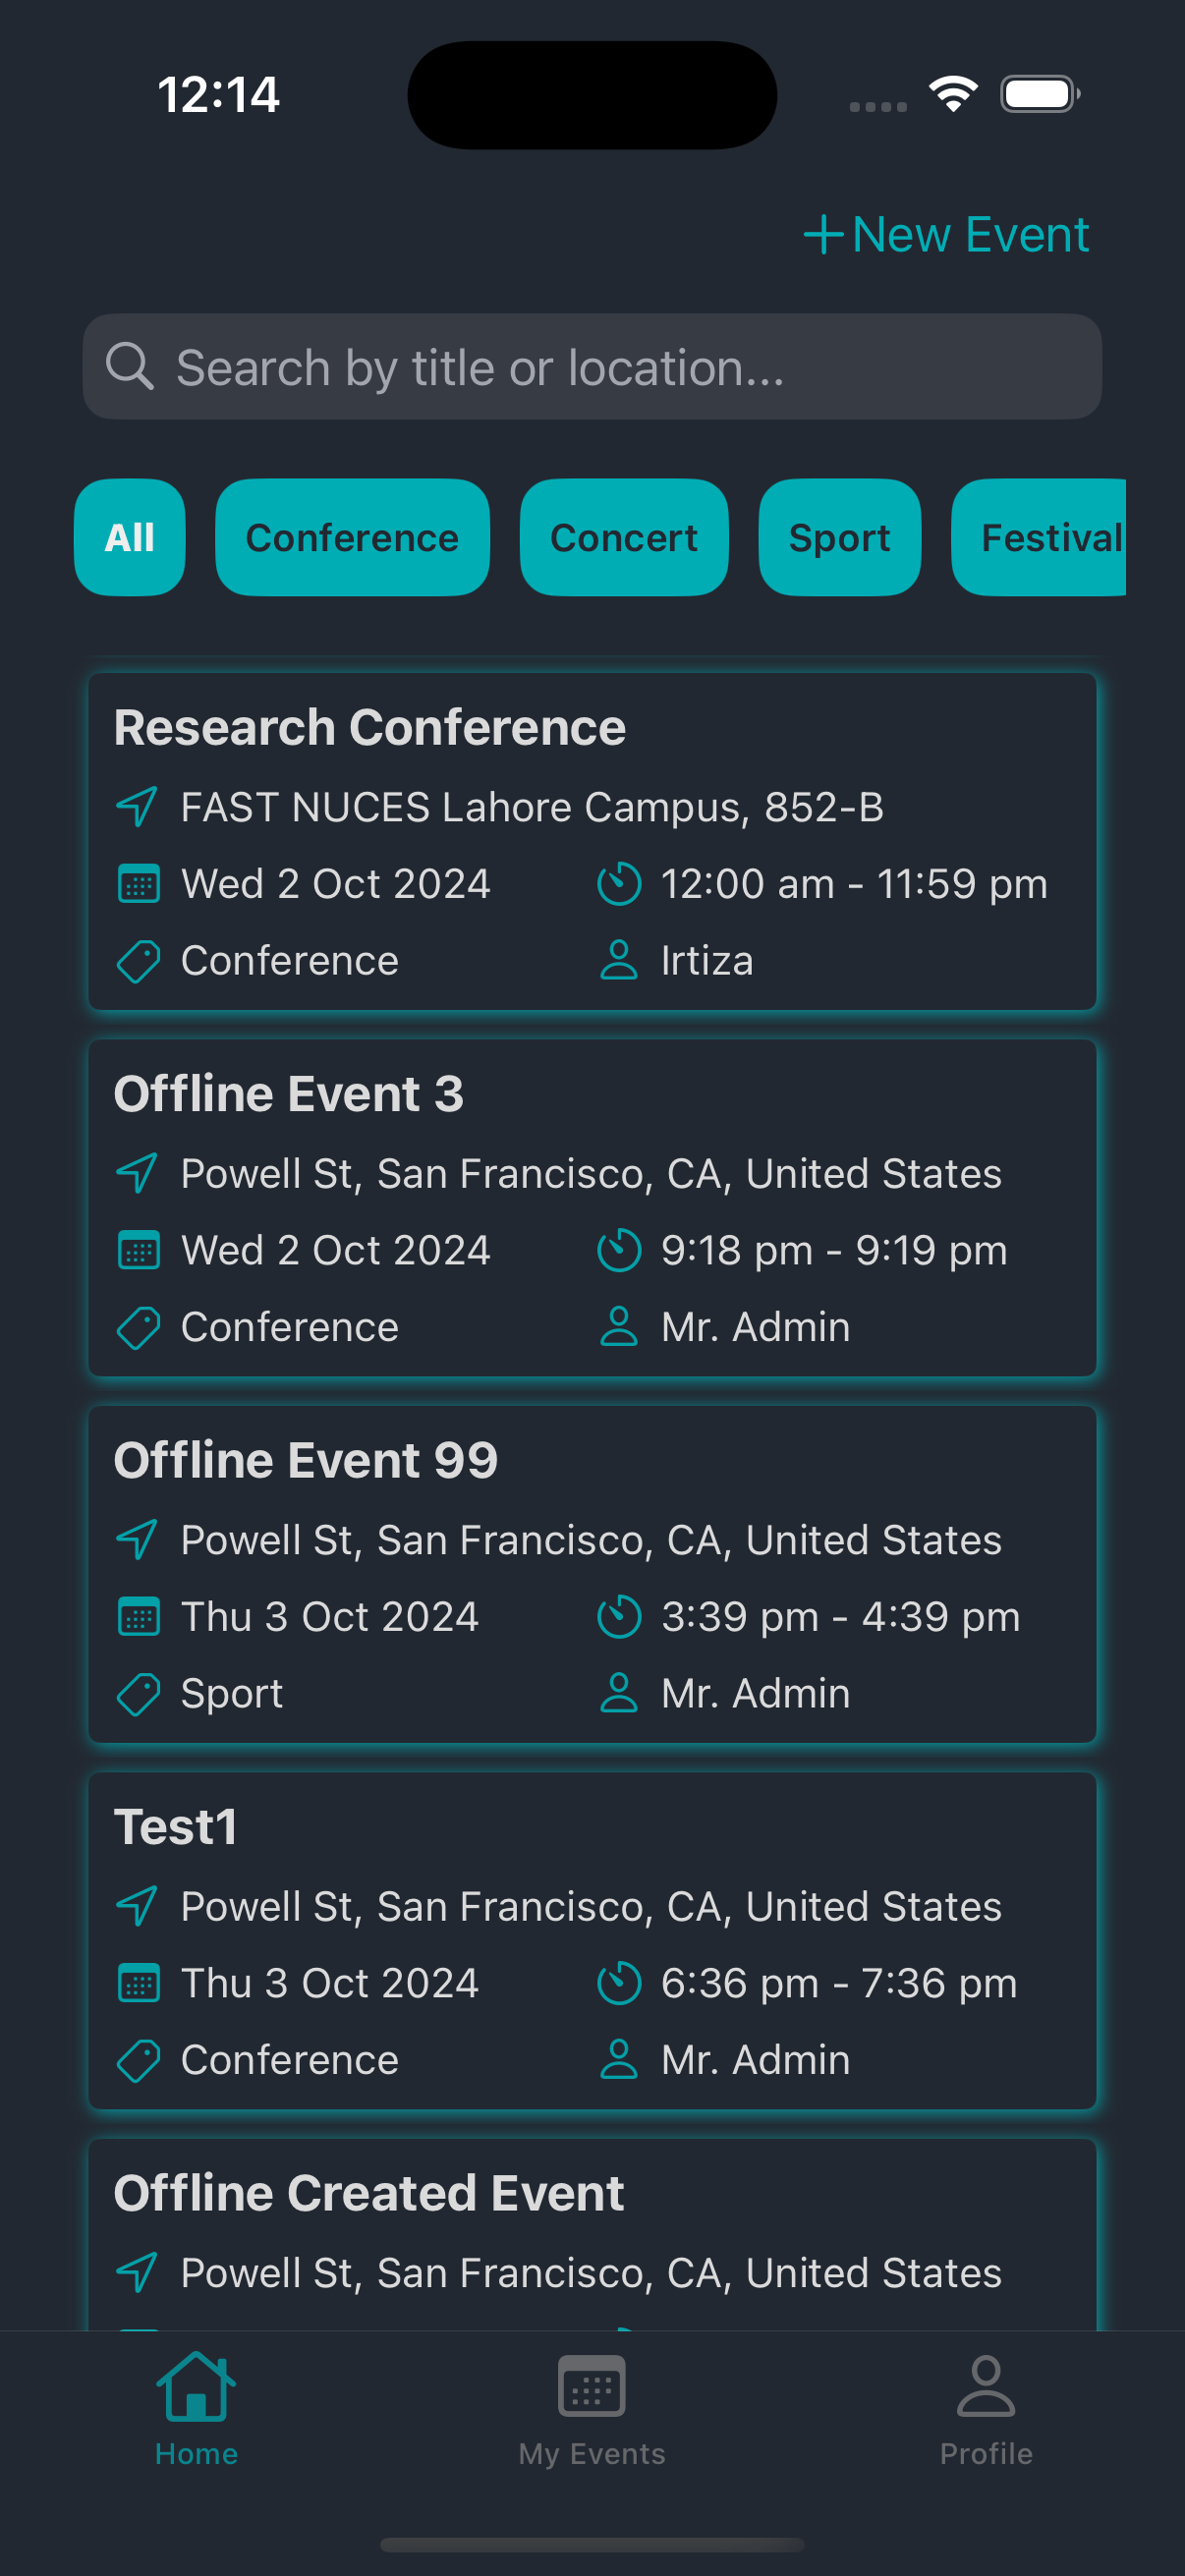 12:14
+New Event
Search by title or location...
All Conference Concert Sport Festival
Research Conference
FAST NUCES Lahore Campus, 852-B
Wed 2 Oct 2024 12:00 am - 11:59 pm
Conference Irtiza
Offline Event 3
Powell St, San Francisco, CA, United States
Wed 2 Oct 2024 9:18 pm - 9:19 pm
Conference Mr. Admin
Offline Event 99
Powell St, San Francisco, CA, United States
Thu 3 Oct 2024 3:39 pm - 4:39 pm
Sport Mr. Admin
Test1
Powell St, San Francisco, CA, United States
Thu 3 Oct 2024 6:36 pm - 7:36 pm
Conference Mr. Admin
Offline Created Event
Powell St, San Francisco, CA, United States
Home My Events Profile